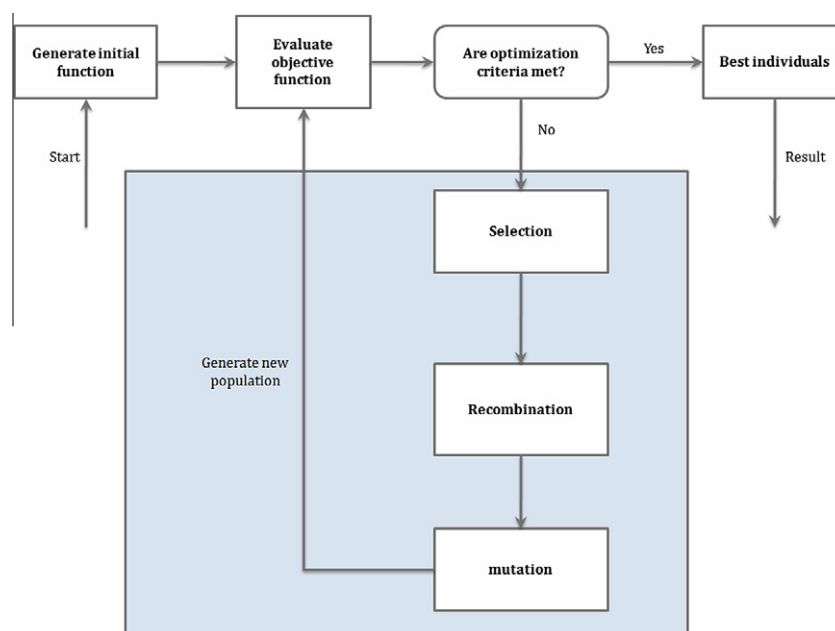 Generate initial
function
Evaluate
objective
function
Are optimization
criteria met?
Yes
Best individuals
Start
No
Result
Selection
Generate new
population
Recombination
mutation